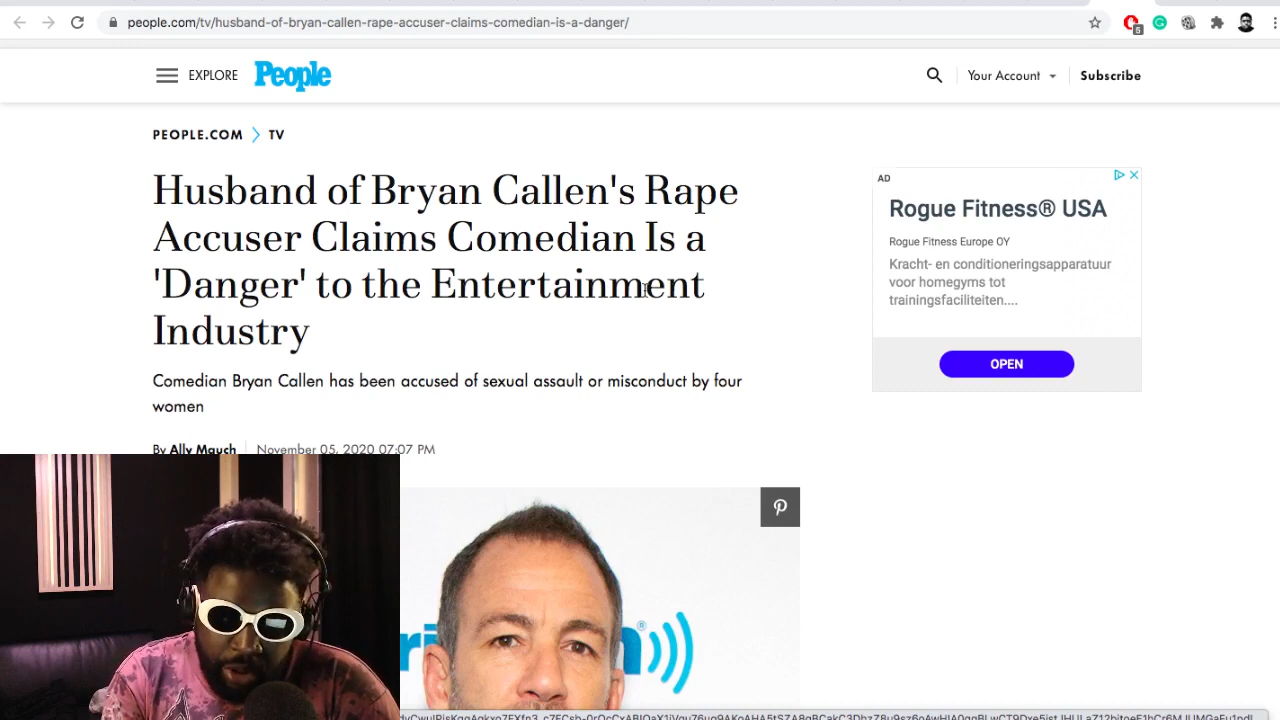 people.com/tv/husband-of-bryan-callen-rape-accuser-claims-comedian-is-a-danger/
5
EXPLORE
People
Your Account
Subscribe
PEOPLE.COM
TV
Husband of Bryan Callen's Rape
Accuser Claims Comedian Is a
'Danger' to the Entertainment
Industry
Comedian Bryan Callen has been accused of sexual assault or misconduct by four
women
By Ally Mauch
November 05, 2020 07:07 PM
AD
Rogue Fitness® USA
Rogue Fitness Europe OY
Kracht- en conditioneringsapparatuur
voor homegyms tot
trainingsfaciliteiten....
OPEN